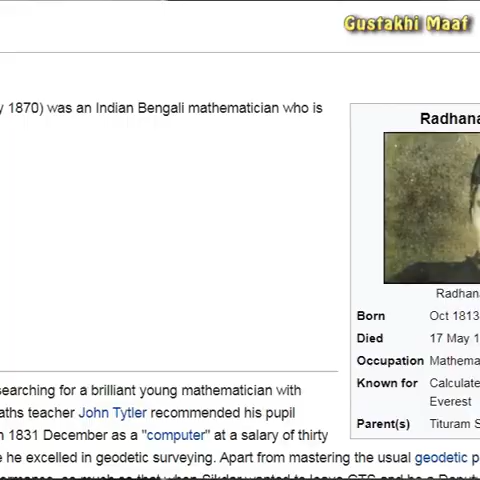 Gustakhi Maaf
y 1870) was an Indian Bengali mathematician who is
Radhana
Radhana
Born Oct 1813
Died 17 May 1
Occupation Mathema
Known for Calculate
Everest
Parent(s) Tituram S
searching for a brilliant young mathematician with
aths teacher John Tytler recommended his pupil
n 1831 December as a "computer" at a salary of thirty
e he excelled in geodetic surveying. Apart from mastering the usual geodetic p